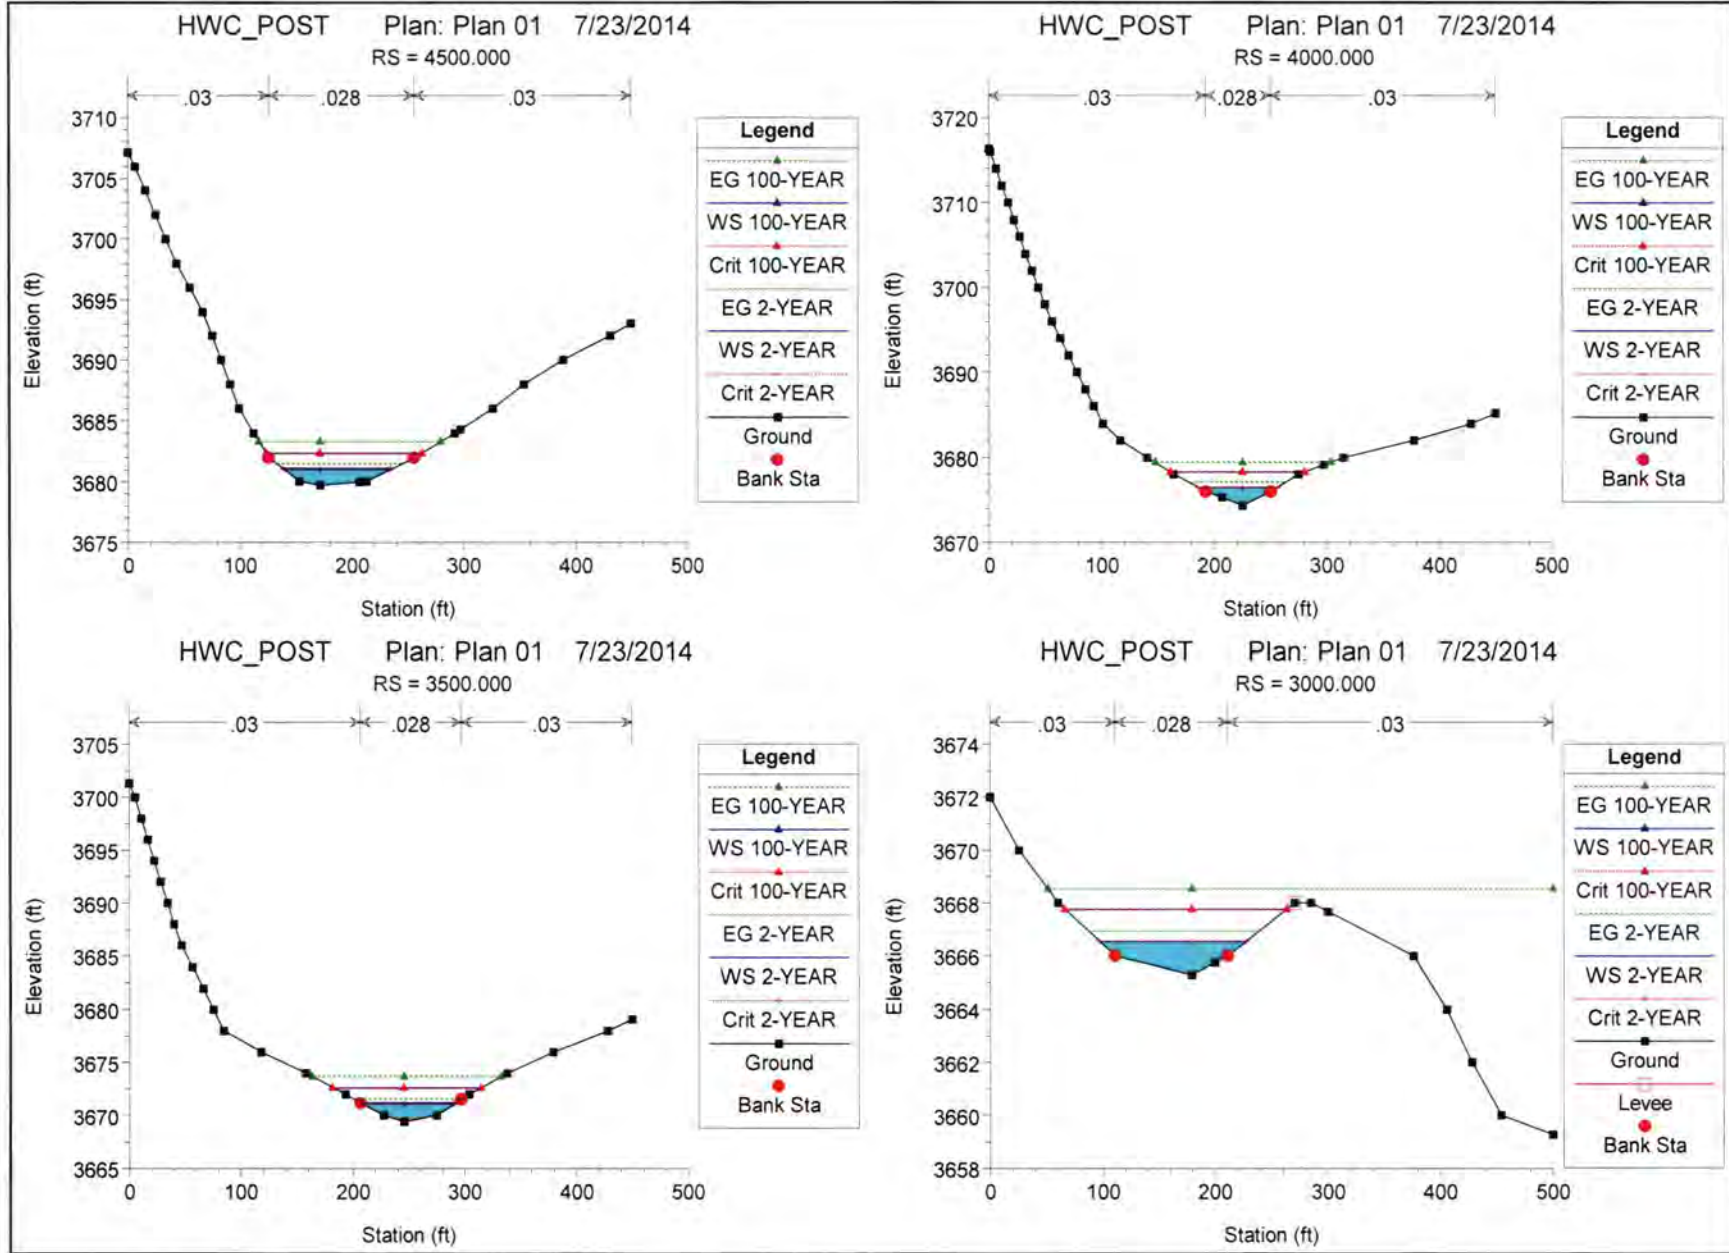 HWC_POST Plan: Plan 01 7/23/2014
RS = 4500.000
.03 .028 .03
3710
3705
3700
3695
3690
3685
3680
3675
Elevation (ft)
0 100 200 300 400 500
Station (ft)
Legend
EG 100-YEAR
WS 100-YEAR
Crit 100-YEAR
EG 2-YEAR
WS 2-YEAR
Crit 2-YEAR
Ground
Bank Sta
HWC_POST Plan: Plan 01 7/23/2014
RS = 4000.000
.03 .028 .03
3720
3710
3700
3690
3680
3670
Elevation (ft)
0 100 200 300 400 500
Station (ft)
Legend
EG 100-YEAR
WS 100-YEAR
Crit 100-YEAR
EG 2-YEAR
WS 2-YEAR
Crit 2-YEAR
Ground
Bank Sta
HWC_POST Plan: Plan 01 7/23/2014
RS = 3500.000
.03 .028 .03
3705
3700
3695
3690
3685
3680
3675
3670
3665
Elevation (ft)
0 100 200 300 400 500
Station (ft)
Legend
EG 100-YEAR
WS 100-YEAR
Crit 100-YEAR
EG 2-YEAR
WS 2-YEAR
Crit 2-YEAR
Ground
Bank Sta
HWC_POST Plan: Plan 01 7/23/2014
RS = 3000.000
.03 .028 .03
3674
3672
3670
3668
3666
3664
3662
3660
3658
Elevation (ft)
0 100 200 300 400 500
Station (ft)
Legend
EG 100-YEAR
WS 100-YEAR
Crit 100-YEAR
EG 2-YEAR
WS 2-YEAR
Crit 2-YEAR
Ground
Levee
Bank Sta